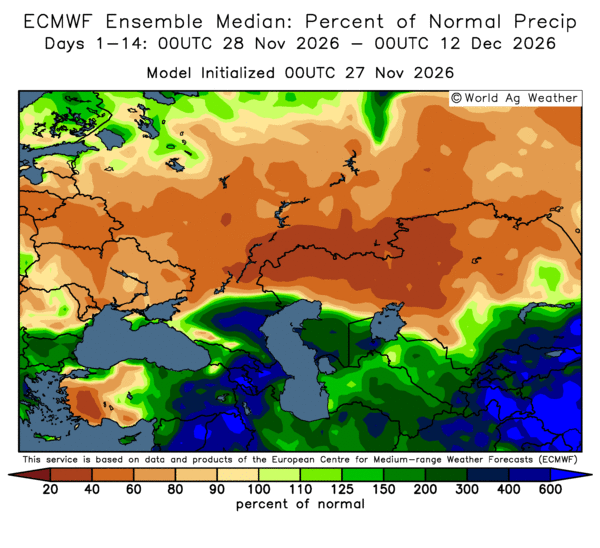 ECMWF Ensemble Median: Percent of Normal Precip
Days 1–14: 00UTC 28 Nov 2026 – 00UTC 12 Dec 2026
Model Initialized 00UTC 27 Nov 2026
©World Ag Weather
This service is based on data and products of the European Centre for Medium-range Weather Forecasts (ECMWF)
20 40 60 80 90 100 110 125 150 200 300 400 600
percent of normal